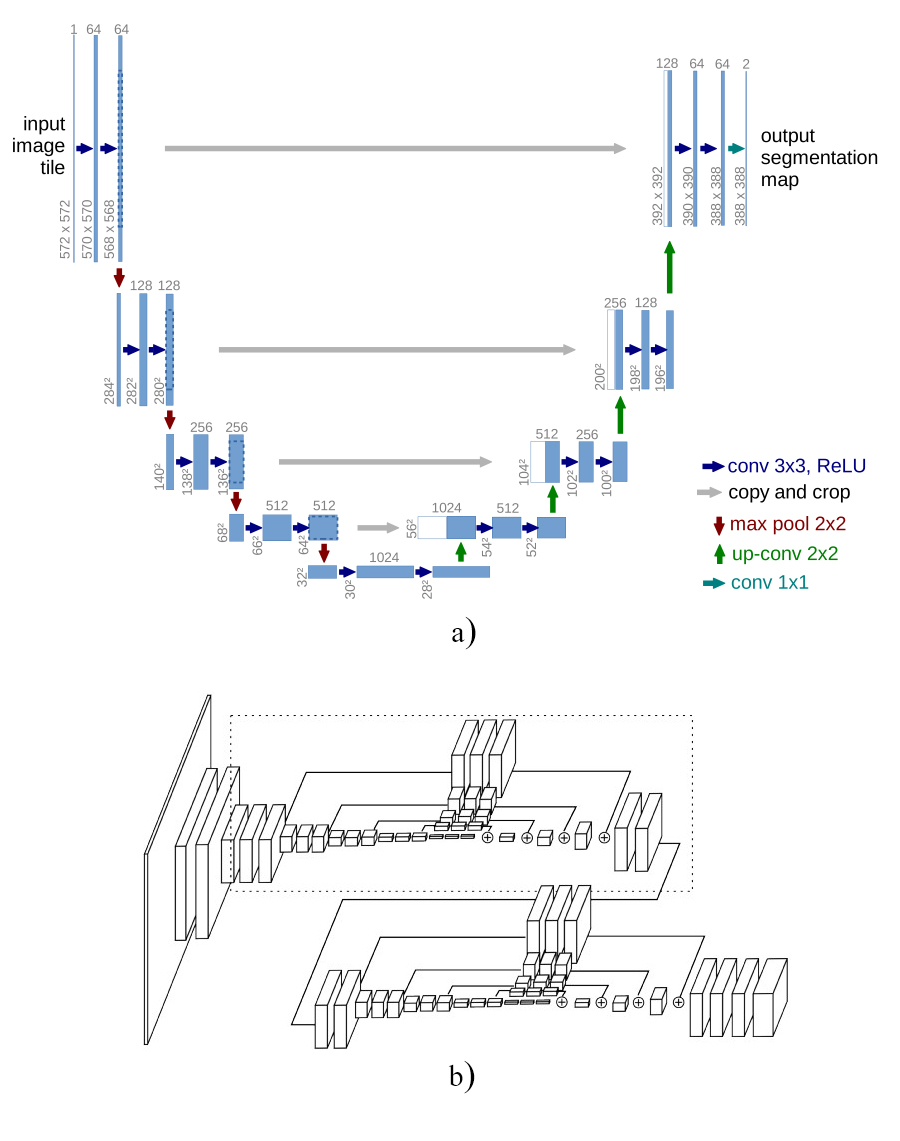 1 64 64
input
image
tile
572 x 572
570 x 570
568 x 568
128 64 64 2
output
segmentation
map
392 x 392
390 x 390
388 x 388
388 x 388
128 128
284²
282²
280²
256 128
200²
198²
196²
256 256
140²
138²
136²
512 256
104²
102²
100²
512 512
68²
66²
64²
1024 512
56²
54²
52²
1024
32²
30²
28²
conv 3x3, ReLU
copy and crop
max pool 2x2
up-conv 2x2
conv 1x1
a)
b)